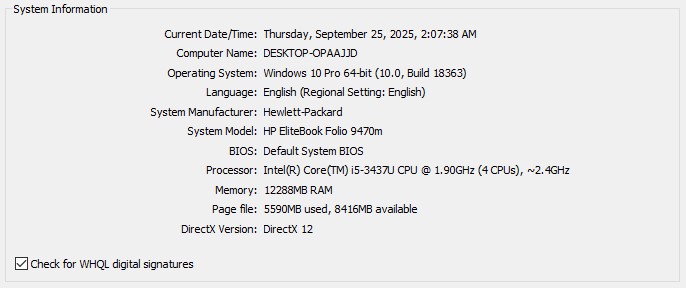 System Information
Current Date/Time: Thursday, September 25, 2025, 2:07:38 AM
Computer Name: DESKTOP-OPAAJJD
Operating System: Windows 10 Pro 64-bit (10.0, Build 18363)
Language: English (Regional Setting: English)
System Manufacturer: Hewlett-Packard
System Model: HP EliteBook Folio 9470m
BIOS: Default System BIOS
Processor: Intel(R) Core(TM) i5-3437U CPU @ 1.90GHz (4 CPUs), ~2.4GHz
Memory: 12288MB RAM
Page file: 5590MB used, 8416MB available
DirectX Version: DirectX 12
Check for WHQL digital signatures